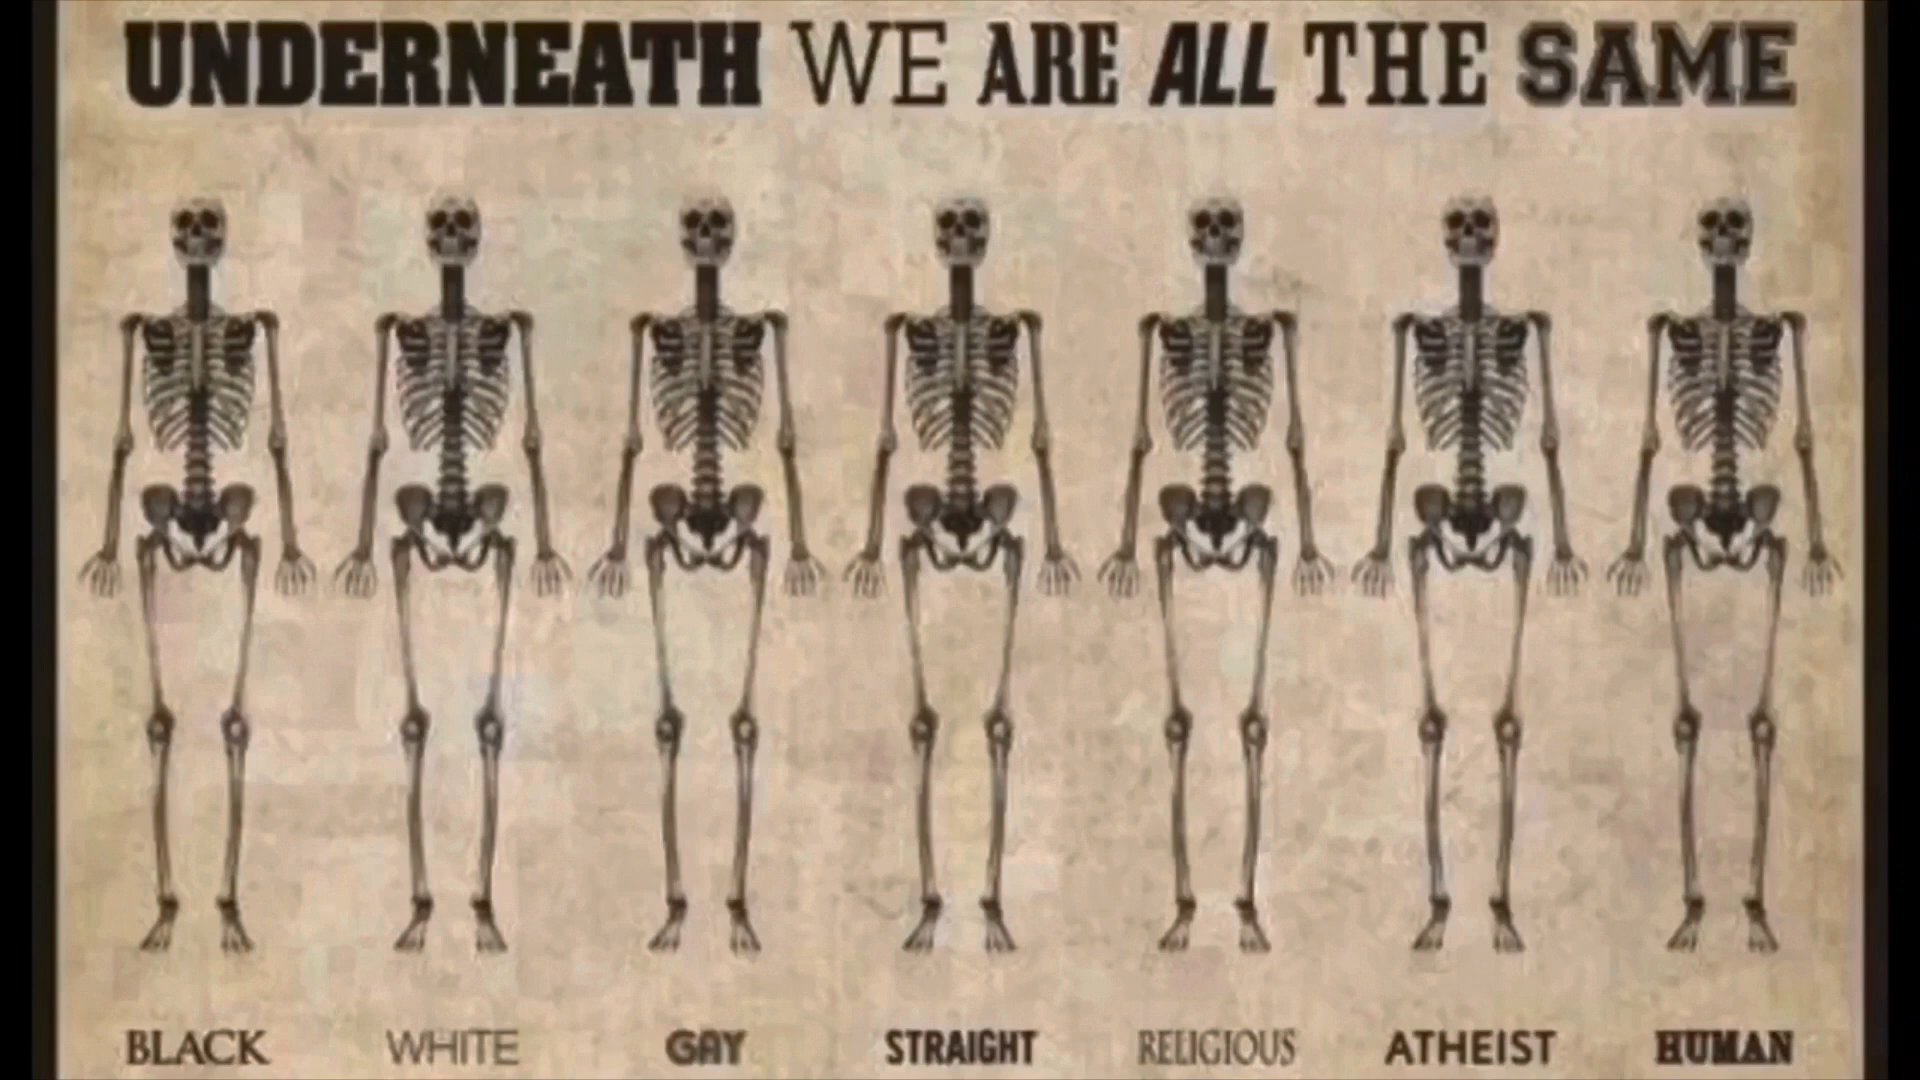 UNDERNEATH WE ARE ALL THE SAME
BLACK WHITE GAY STRAIGHT RELIGIOUS ATHEIST HUMAN